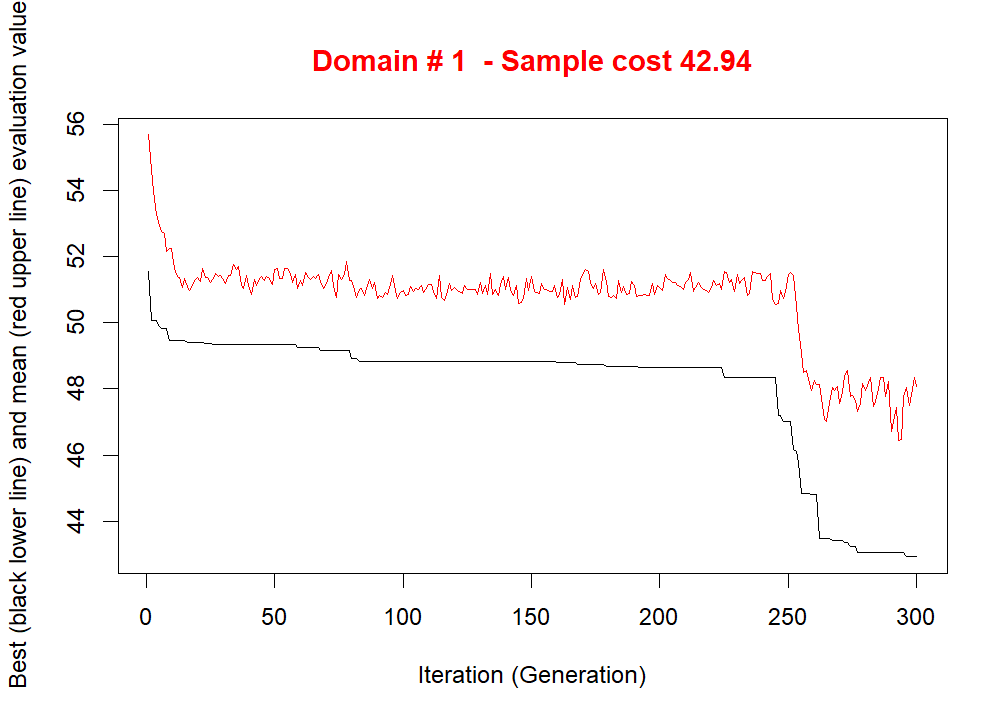 Domain # 1  - Sample cost 42.94
Best (black lower line) and mean (red upper line) evaluation value
56
54
52
50
48
46
44
0 50 100 150 200 250 300
Iteration (Generation)